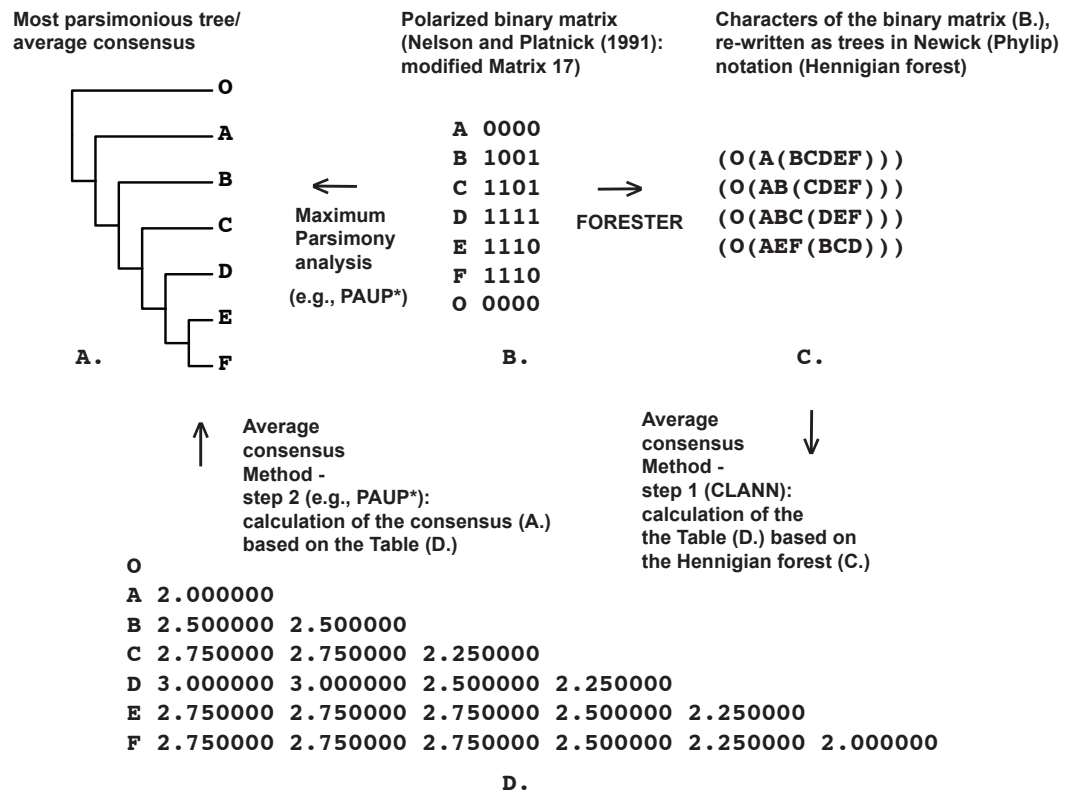 Most parsimonious tree/
average consensus
O
A
B
C
D
E
F
A.
Maximum
Parsimony
analysis
(e.g., PAUP*)
Polarized binary matrix
(Nelson and Platnick (1991):
modified Matrix 17)
A 0000
B 1001
C 1101
D 1111
E 1110
F 1110
O 0000
B.
FORESTER
Characters of the binary matrix (B.),
re-written as trees in Newick (Phylip)
notation (Hennigian forest)
(O(A(BCDEF)))
(O(AB(CDEF)))
(O(ABC(DEF)))
(O(AEF(BCD)))
C.
Average
consensus
Method -
step 2 (e.g., PAUP*):
calculation of the consensus (A.)
based on the Table (D.)
Average
consensus
Method -
step 1 (CLANN):
calculation of the
the Table (D.) based on
the Hennigian forest (C.)
O
A 2.000000
B 2.500000 2.500000
C 2.750000 2.750000 2.250000
D 3.000000 3.000000 2.500000 2.250000
E 2.750000 2.750000 2.750000 2.500000 2.250000
F 2.750000 2.750000 2.750000 2.500000 2.250000 2.000000
D.